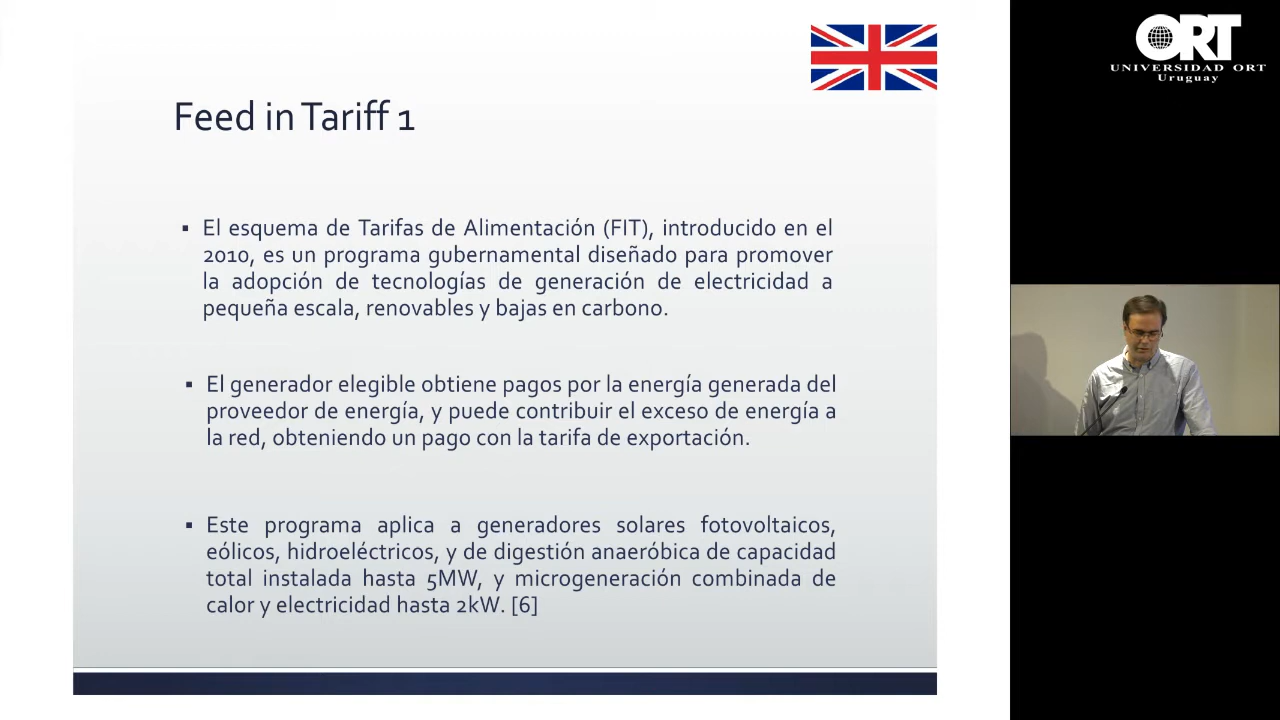 ORT
UNIVERSIDAD ORT
Uruguay
Feed in Tariff 1
▪ El esquema de Tarifas de Alimentación (FIT), introducido en el
2010, es un programa gubernamental diseñado para promover
la adopción de tecnologías de generación de electricidad a
pequeña escala, renovables y bajas en carbono.
▪ El generador elegible obtiene pagos por la energía generada del
proveedor de energía, y puede contribuir el exceso de energía a
la red, obteniendo un pago con la tarifa de exportación.
▪ Este programa aplica a generadores solares fotovoltaicos,
eólicos, hidroeléctricos, y de digestión anaeróbica de capacidad
total instalada hasta 5MW, y microgeneración combinada de
calor y electricidad hasta 2kW. [6]